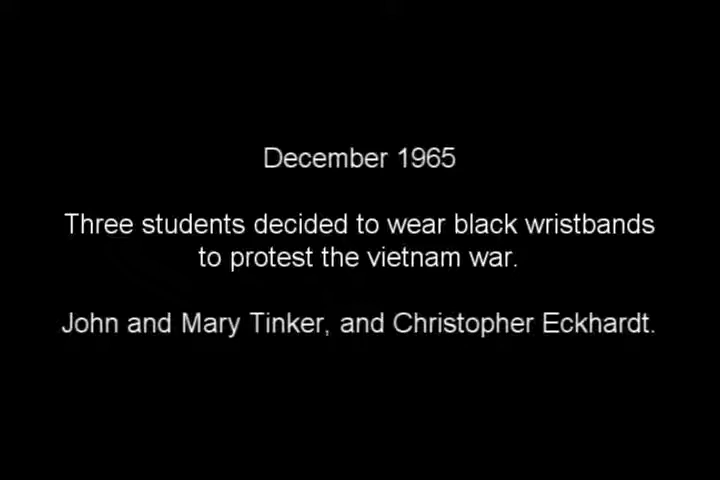 December 1965
Three students decided to wear black wristbands
to protest the vietnam war.
John and Mary Tinker, and Christopher Eckhardt.